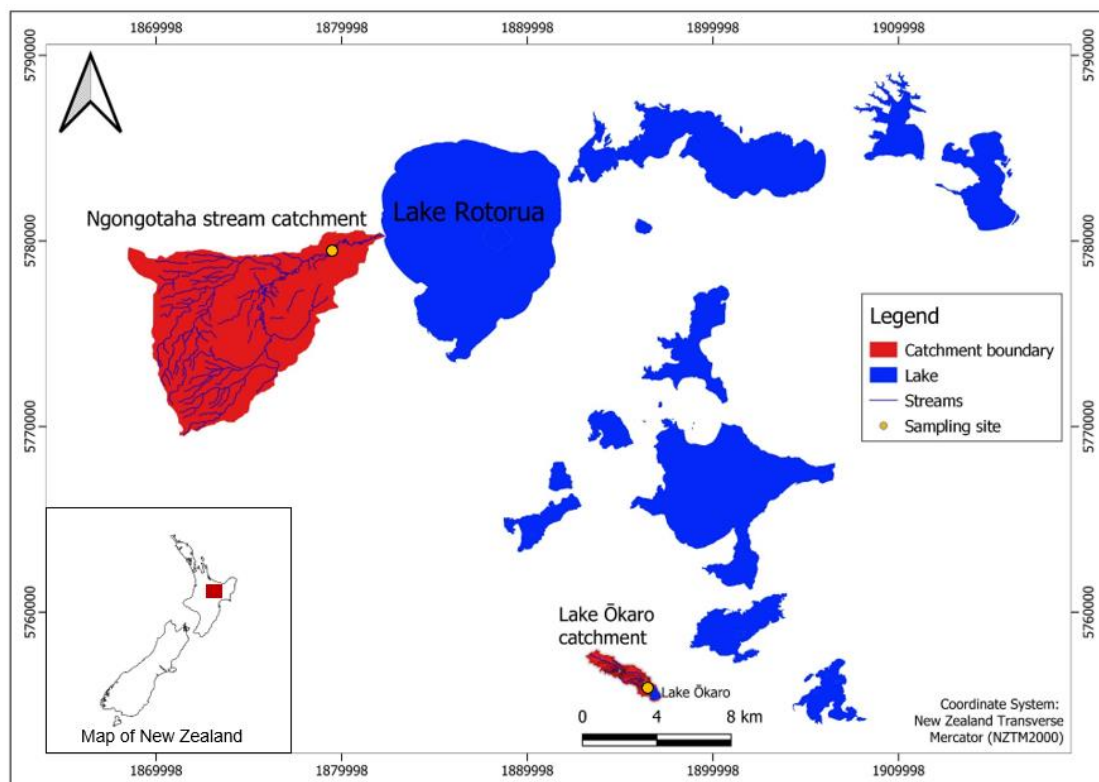 1869998 1879998 1889998 1899998 1909998
5790000 5790000
Ngongotaha stream catchment
Lake Rotorua
5780000 5780000
Legend
Catchment boundary
Lake
Streams
Sampling site
5770000 5770000
5760000 5760000
Lake Ōkaro
catchment
Lake Ōkaro
0 4 8 km
Map of New Zealand
Coordinate System:
New Zealand Transverse
Mercator (NZTM2000)
1869998 1879998 1889998 1899998 1909998